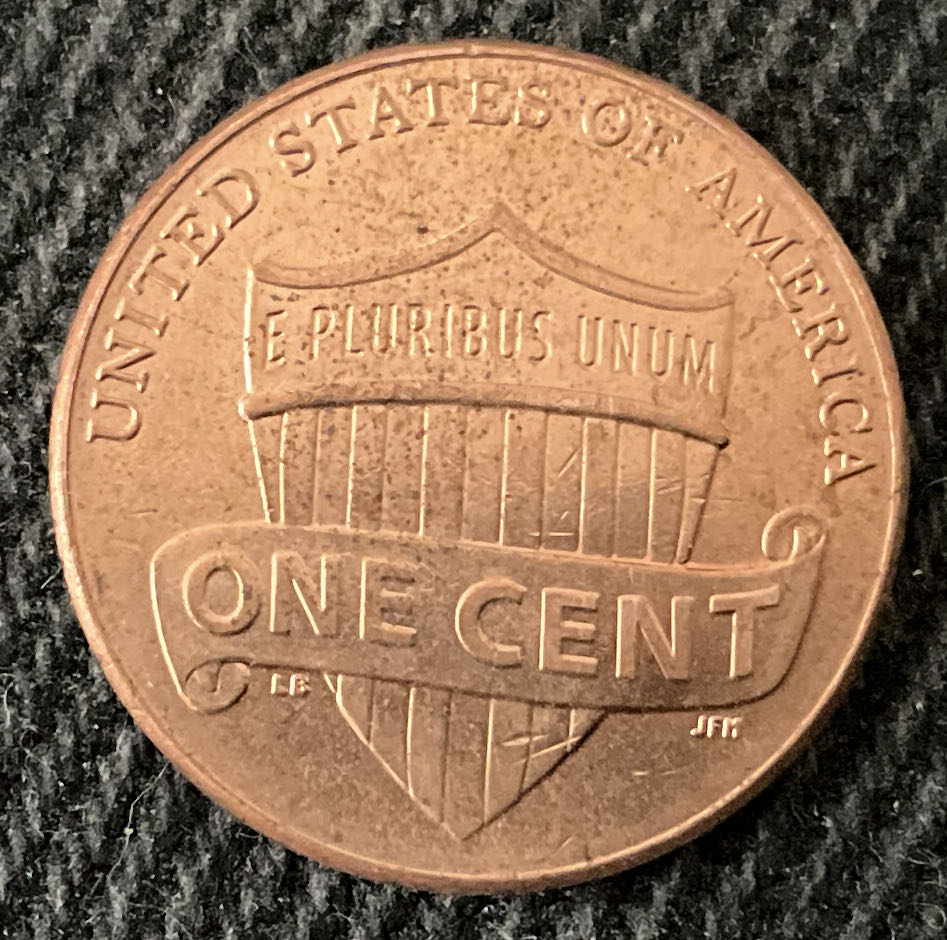 UNITED STATES OF AMERICA
E PLURIBUS UNUM
ONE CENT
LB
JFM